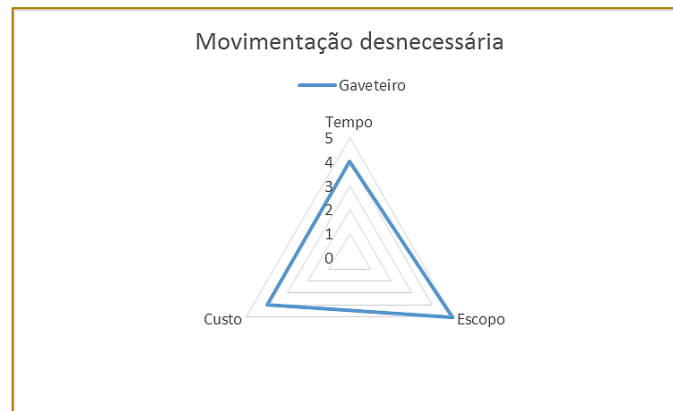 Movimentação desnecessária
Gaveteiro
Tempo
5
4
3
2
1
0
Custo
Escopo